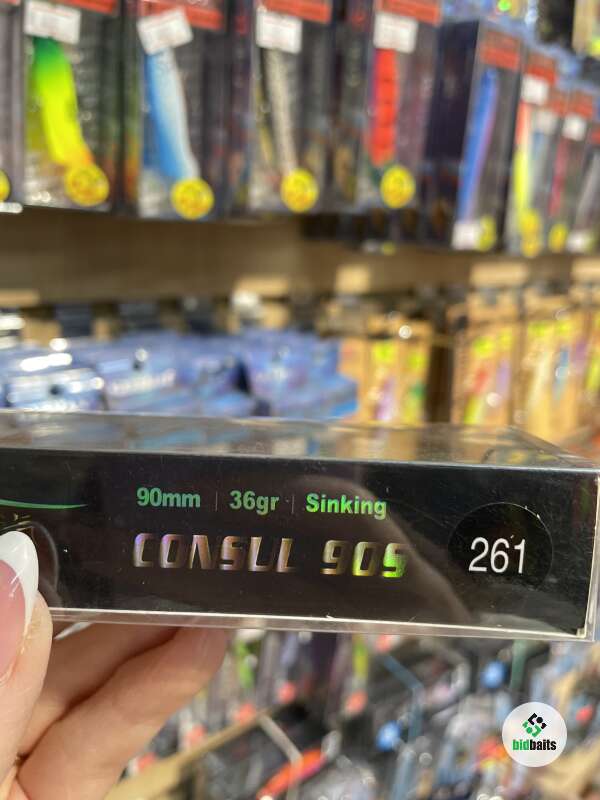 90mm | 36gr | Sinking
CONSUL 90S
261
bidbaits